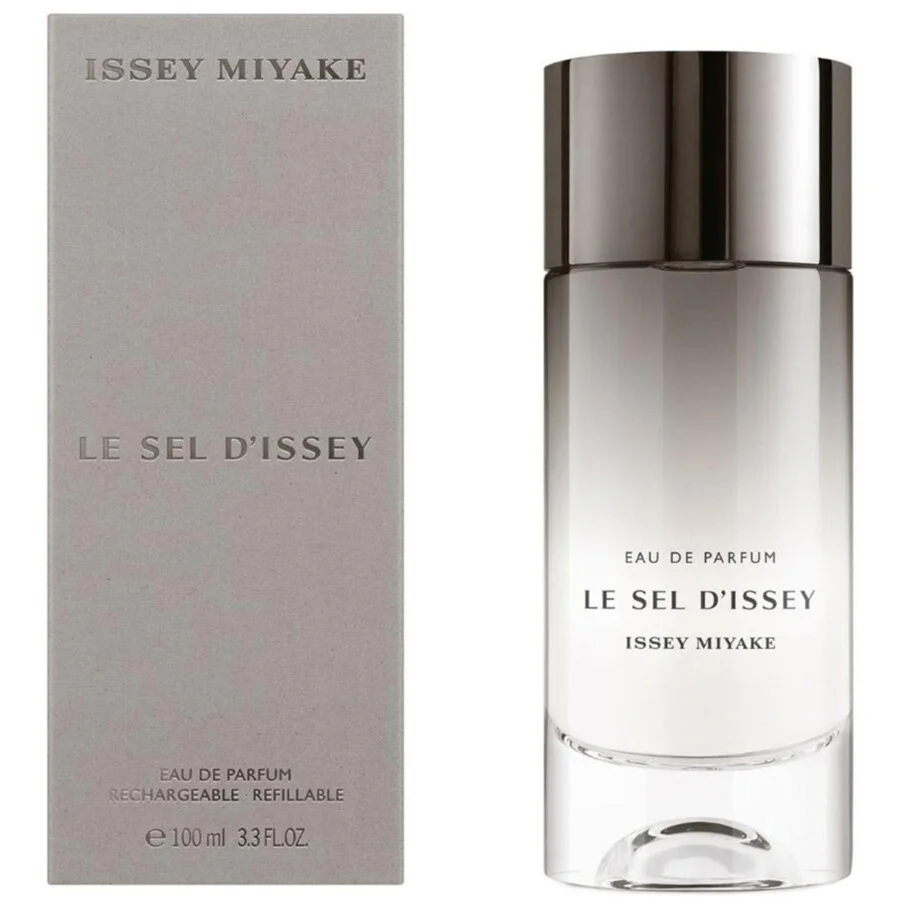 ISSEY MIYAKE
LE SEL D'ISSEY
EAU DE PARFUM
RECHARGEABLE · REFILLABLE
℮ 100 ml 3.3 FL.OZ.
EAU DE PARFUM
LE SEL D'ISSEY
ISSEY MIYAKE